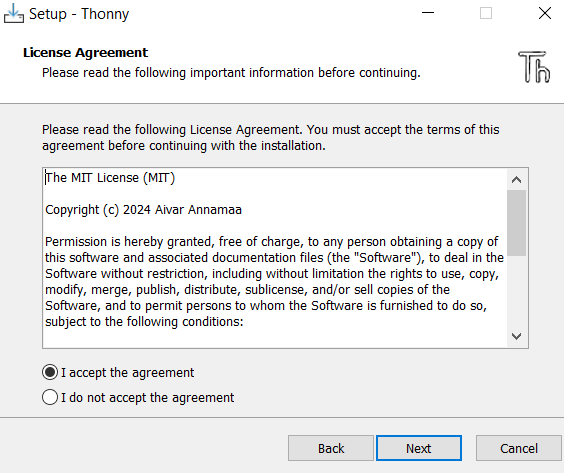 Setup - Thonny
License Agreement
Please read the following important information before continuing.
Th
Please read the following License Agreement. You must accept the terms of this
agreement before continuing with the installation.
The MIT License (MIT)
Copyright (c) 2024 Aivar Annamaa
Permission is hereby granted, free of charge, to any person obtaining a copy of
this software and associated documentation files (the "Software"), to deal in the
Software without restriction, including without limitation the rights to use, copy,
modify, merge, publish, distribute, sublicense, and/or sell copies of the
Software, and to permit persons to whom the Software is furnished to do so,
subject to the following conditions:
I accept the agreement
I do not accept the agreement
Back
Next
Cancel